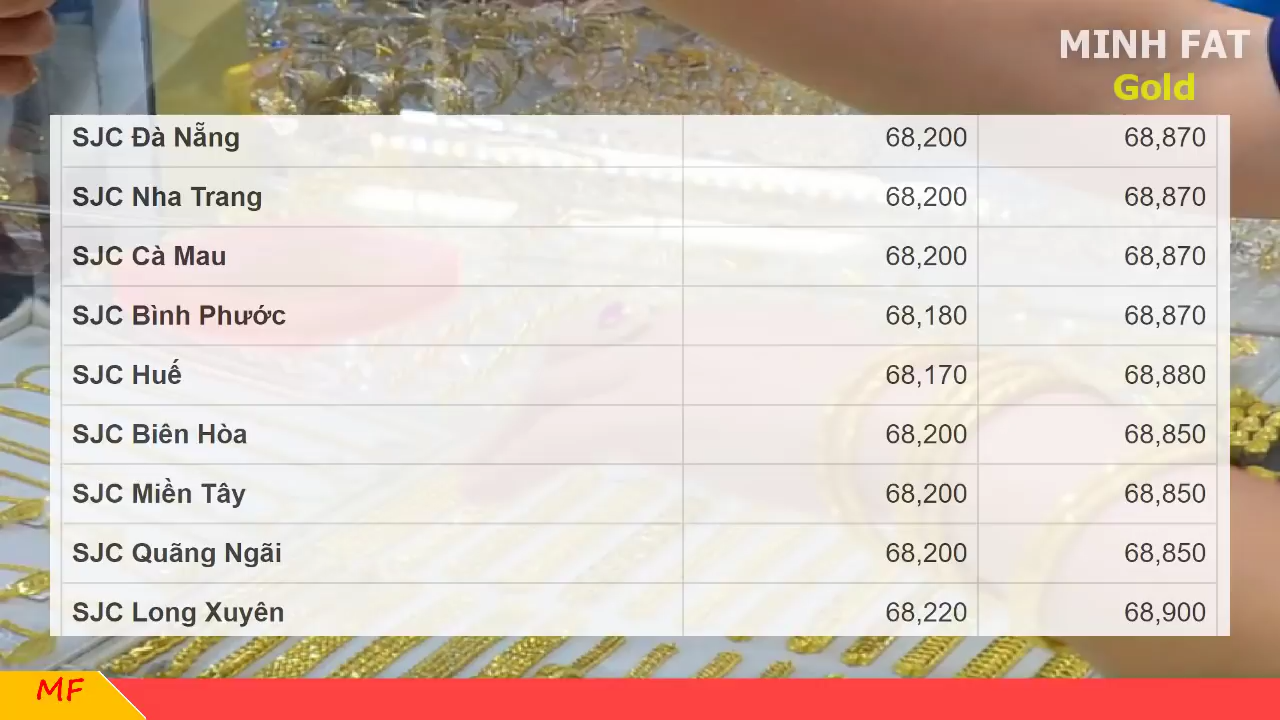 MINH FAT
Gold
SJC Đà Nẵng 68,200 68,870
SJC Nha Trang 68,200 68,870
SJC Cà Mau 68,200 68,870
SJC Bình Phước 68,180 68,870
SJC Huế 68,170 68,880
SJC Biên Hòa 68,200 68,850
SJC Miền Tây 68,200 68,850
SJC Quãng Ngãi 68,200 68,850
SJC Long Xuyên 68,220 68,900
MF